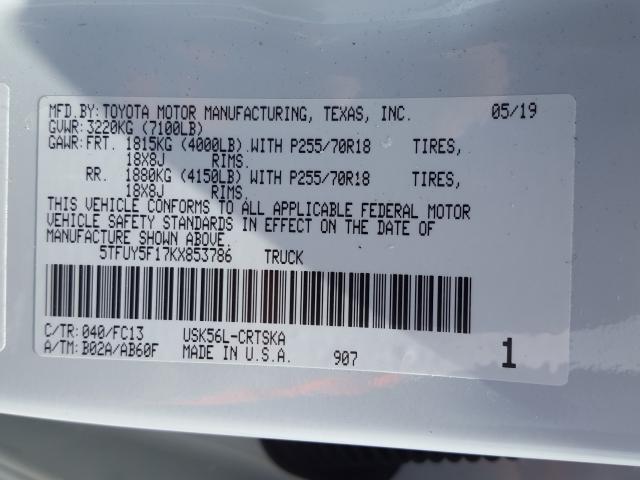 MFD.BY:TOYOTA MOTOR MANUFACTURING, TEXAS, INC. 05/19
GVWR:3220KG (7100LB)
GAWR:FRT. 1815KG (4000LB).WITH P255/70R18 TIRES,
18X8J RIMS.
RR. 1880KG (4150LB) WITH P255/70R18 TIRES,
18X8J RIMS.
THIS VEHICLE CONFORMS TO ALL APPLICABLE FEDERAL MOTOR
VEHICLE SAFETY STANDARDS IN EFFECT ON THE DATE OF
MANUFACTURE SHOWN ABOVE.
5TFUY5F17KX853786 TRUCK
C/TR: 040/FC13 USK56L-CRTSKA
A/TM: B02A/AB60F MADE IN U.S.A. 907 1